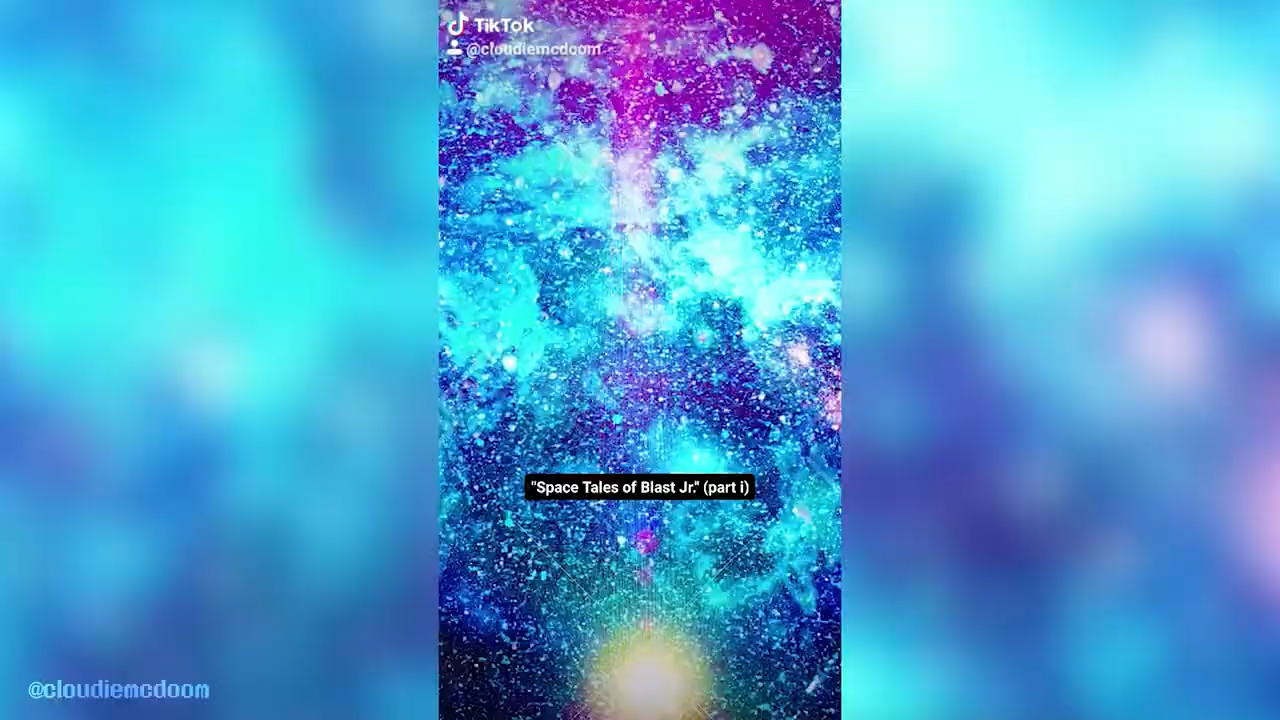 TikTok
@cloudiemcdoom
"Space Tales of Blast Jr." (part i)
@cloudiemcdoom